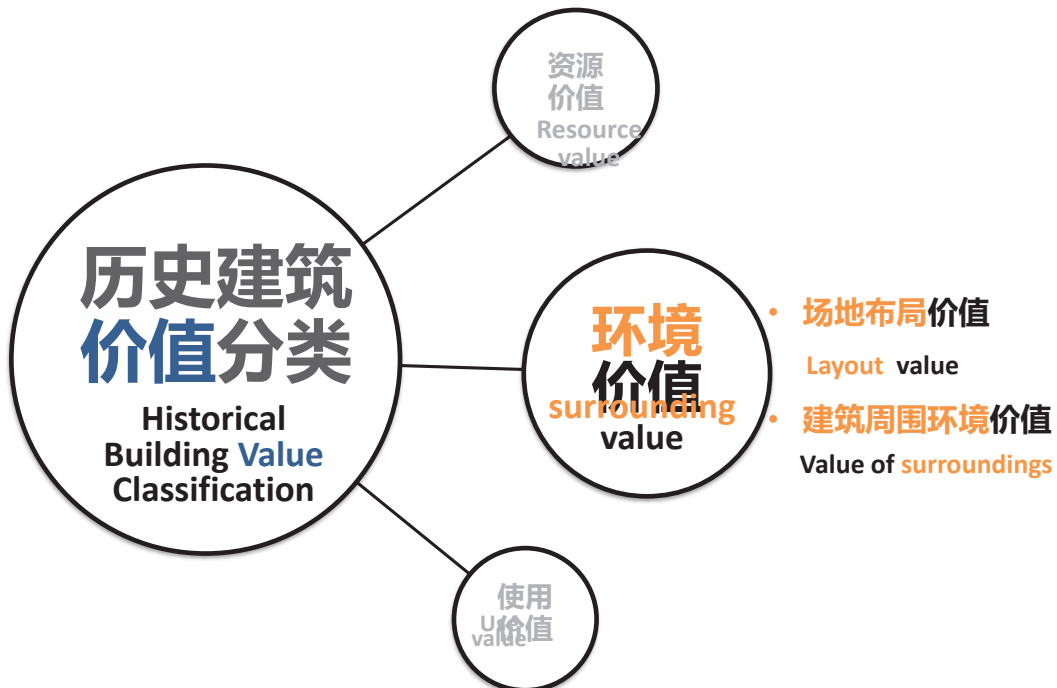 资源
价值
Resource
value
历史建筑
价值分类
Historical
Building Value
Classification
环境
价值
surrounding
value
• 场地布局价值
Layout value
• 建筑周围环境价值
Value of surroundings
使用
价值
value